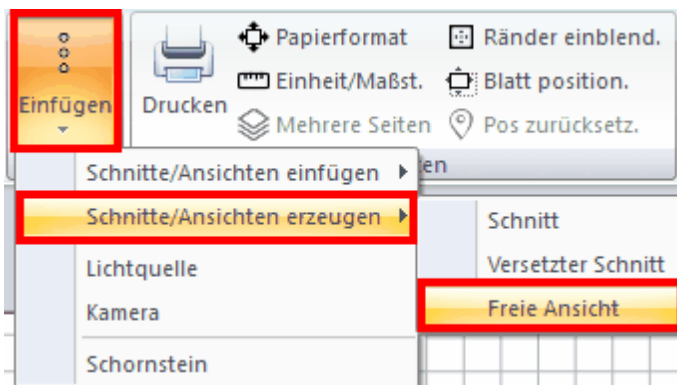 Einfügen
Drucken
Papierformat
Ränder einblend.
Einheit/Maßst.
Blatt position.
Mehrere Seiten
Pos zurücksetz.
en
Schnitte/Ansichten einfügen
Schnitte/Ansichten erzeugen
Lichtquelle
Kamera
Schornstein
Schnitt
Versetzter Schnitt
Freie Ansicht